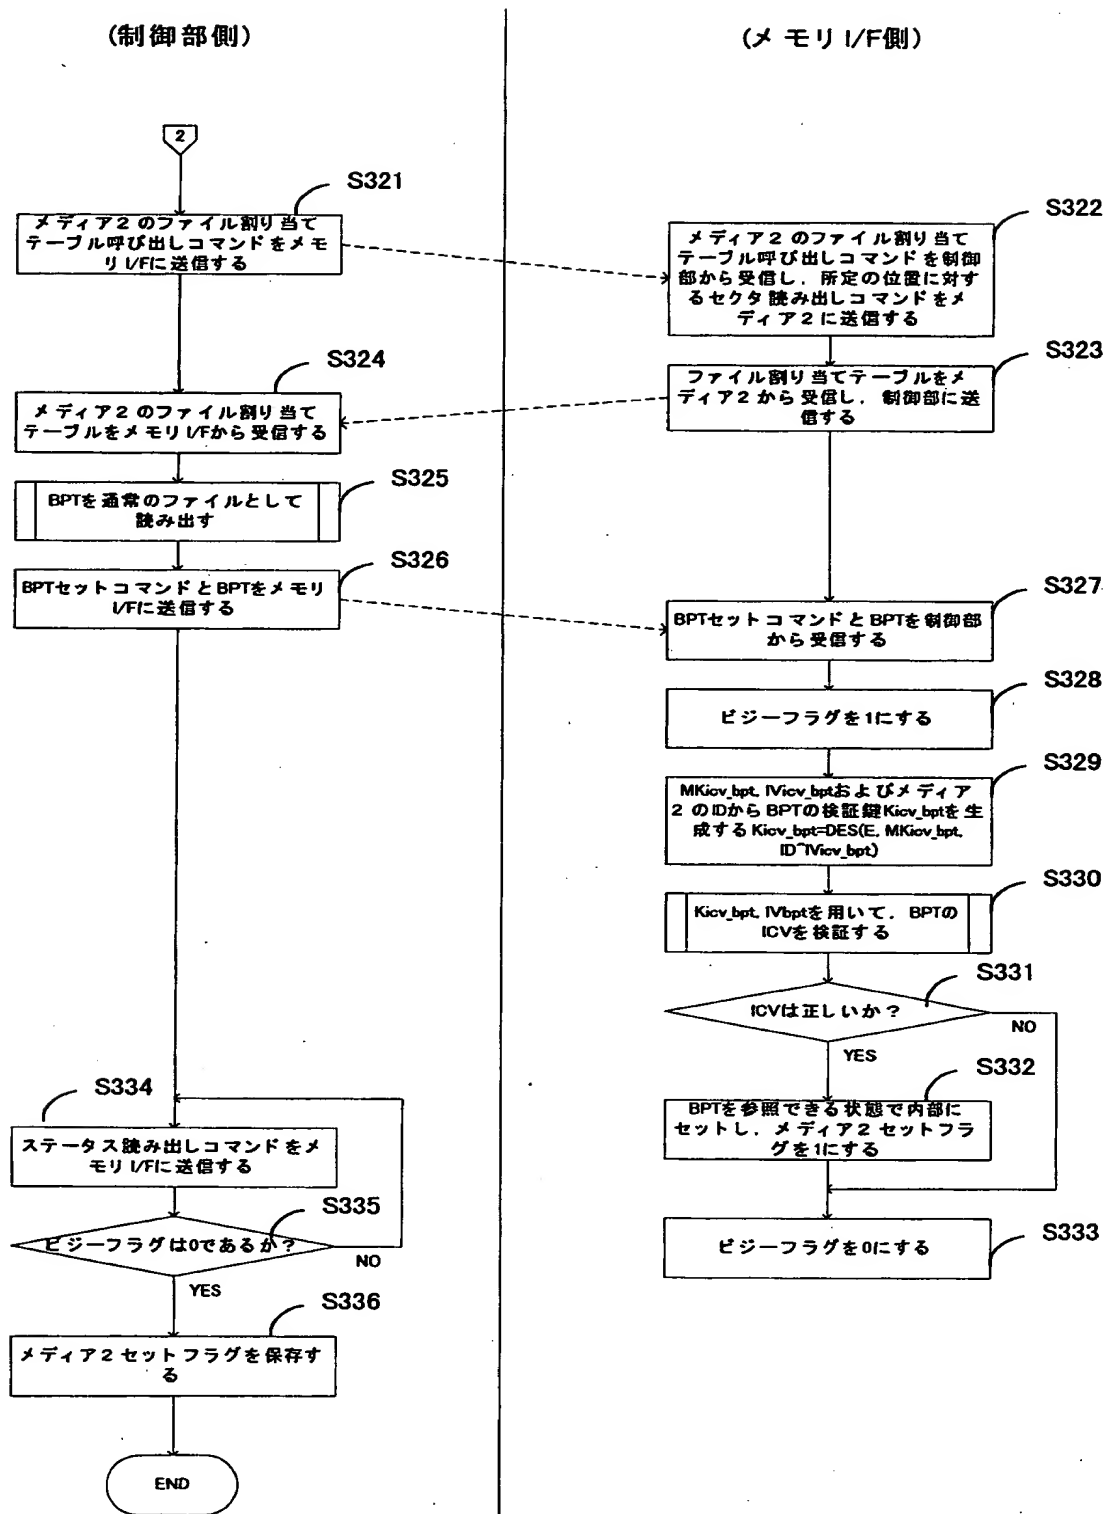 (制御部側)
(メモリI/F側)
2
S321
メディア2のファイル割り当て
テーブル呼び出しコマンドをメモ
リI/Fに送信する
S322
メディア2のファイル割り当て
テーブル呼び出しコマンドを制御
部から受信し，所定の位置に対す
るセクタ読み出しコマンドをメ
ディア2に送信する
S323
ファイル割り当てテーブルをメ
ディア2から受信し，制御部に送
信する
S324
メディア2のファイル割り当て
テーブルをメモリI/Fから受信する
S325
BPTを通常のファイルとして
読み出す
S326
BPTセットコマンドとBPTをメモリ
I/Fに送信する
S327
BPTセットコマンドとBPTを制御部
から受信する
S328
ビジーフラグを1にする
S329
MKicv_bpt, IVicv_bptおよびメディア
2のIDからBPTの検証鍵Kicv_bptを生
成する Kicv_bpt=DES(E, MKicv_bpt,
ID^IVicv_bpt)
S330
Kicv_bpt, IVbptを用いて，BPTの
ICVを検証する
S331
ICVは正しいか？
NO
YES
S332
BPTを参照できる状態で内部に
セットし，メディア2セットフラ
グを1にする
S333
ビジーフラグを0にする
S334
ステータス読み出しコマンドをメ
モリI/Fに送信する
S335
ビジーフラグは0であるか？
NO
YES
S336
メディア2セットフラグを保存す
る
END